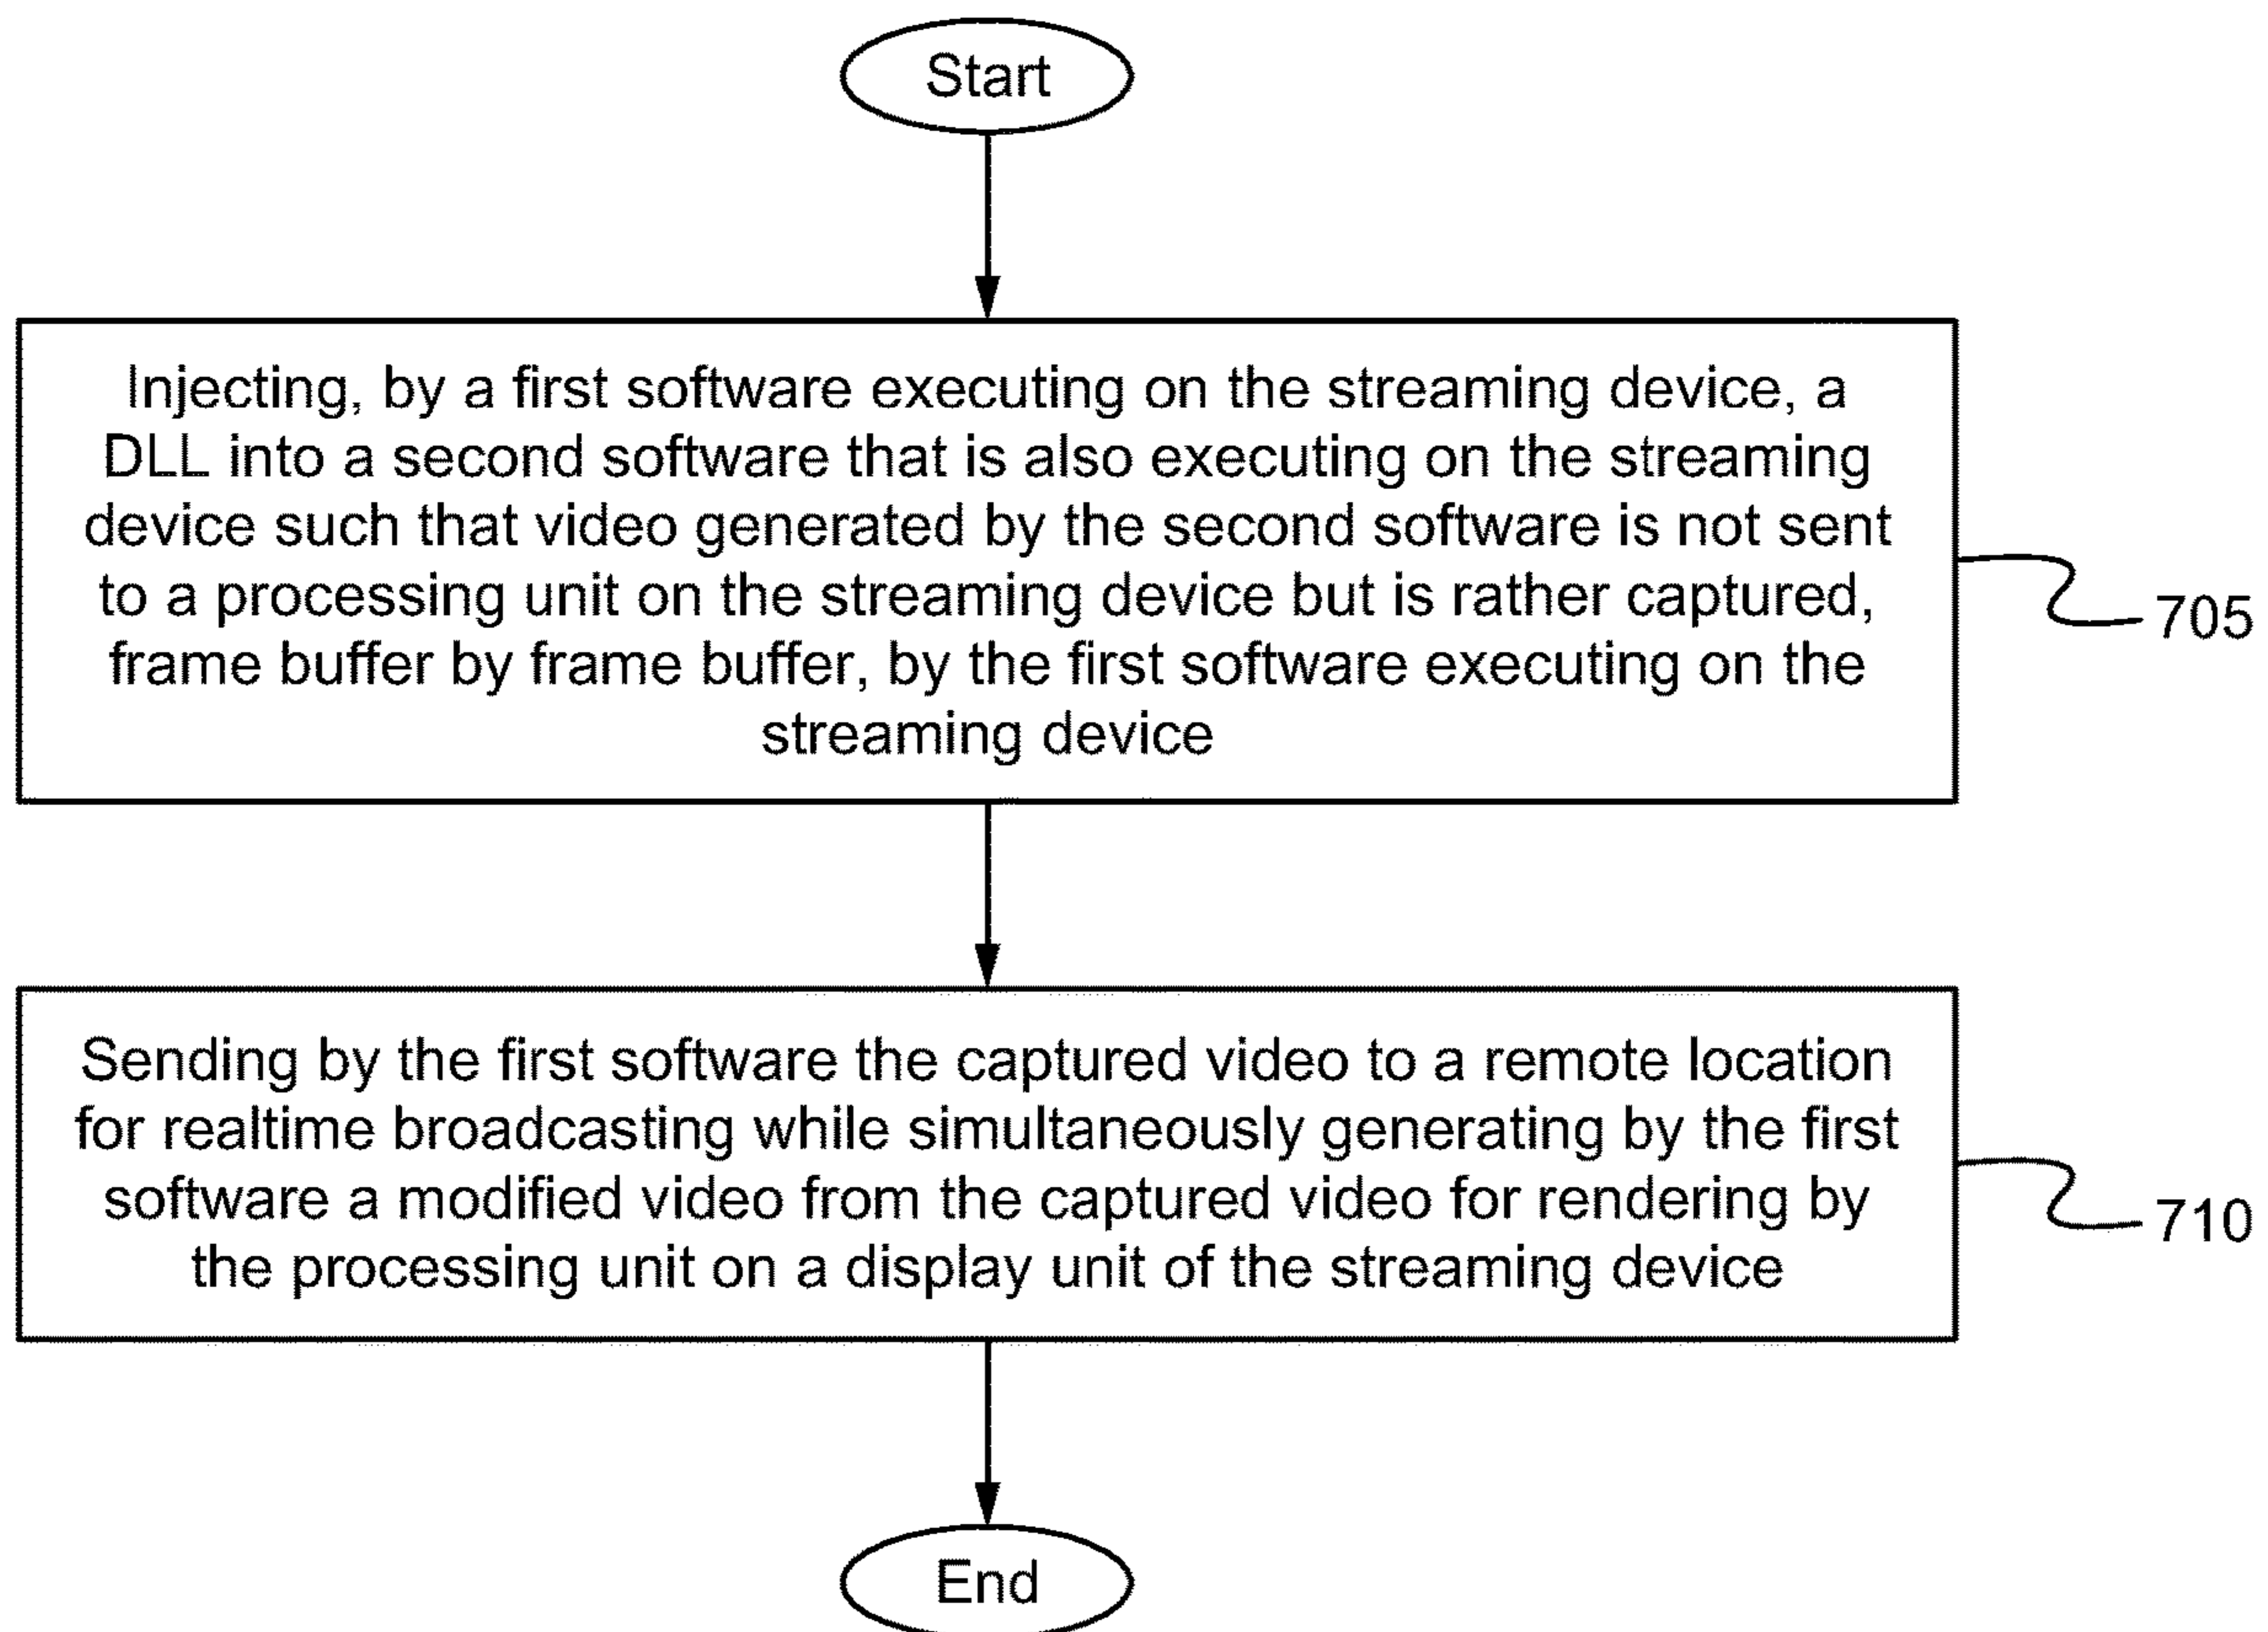 Start
Injecting, by a first software executing on the streaming device, a
DLL into a second software that is also executing on the streaming
device such that video generated by the second software is not sent
to a processing unit on the streaming device but is rather captured,
frame buffer by frame buffer, by the first software executing on the
streaming device
705
Sending by the first software the captured video to a remote location
for realtime broadcasting while simultaneously generating by the first
software a modified video from the captured video for rendering by
the processing unit on a display unit of the streaming device
710
End